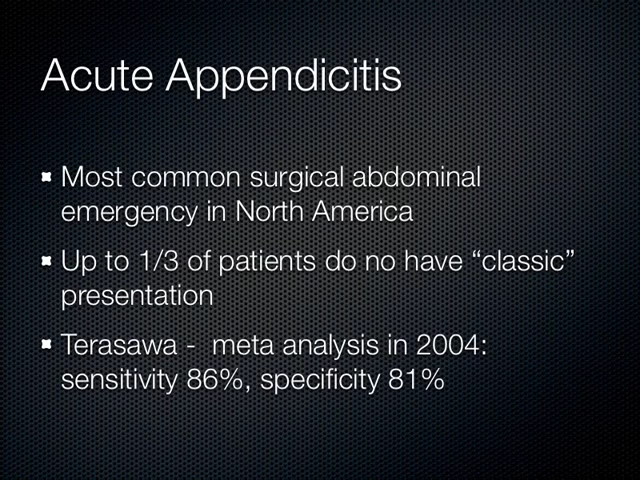 Acute Appendicitis
Most common surgical abdominal
emergency in North America
Up to 1/3 of patients do no have “classic”
presentation
Terasawa -  meta analysis in 2004:
sensitivity 86%, specificity 81%